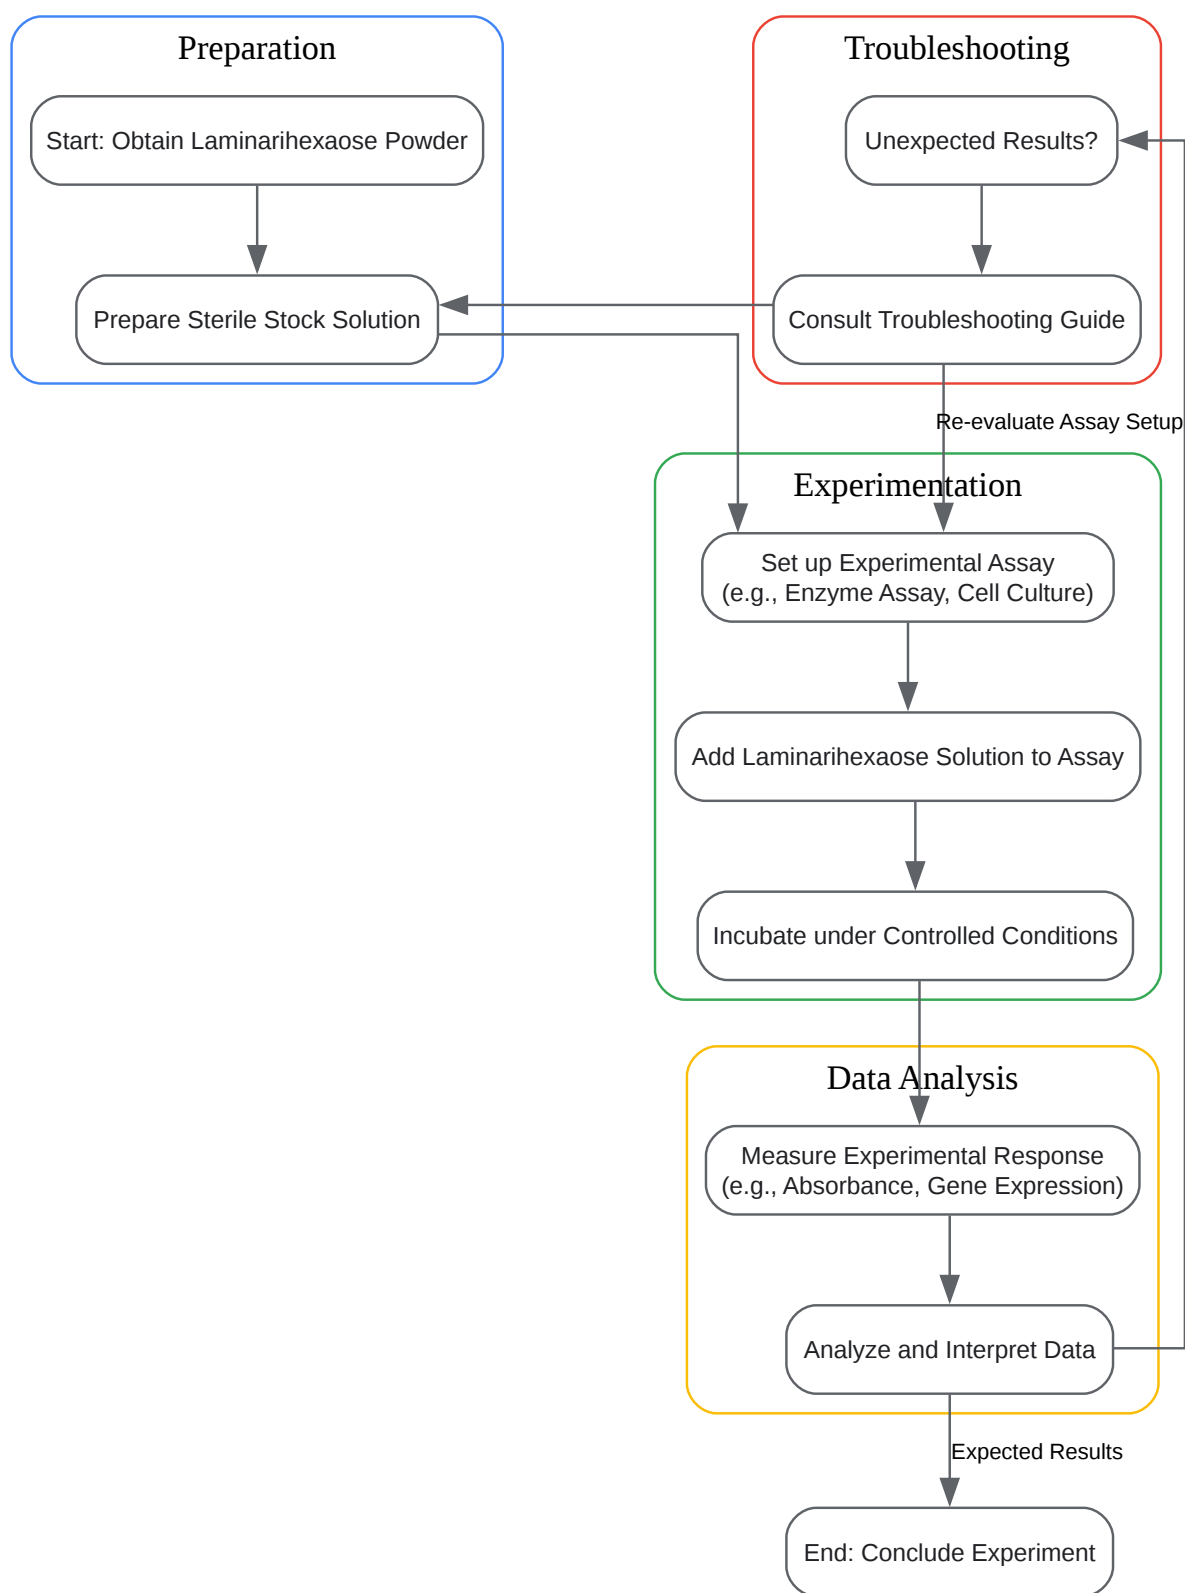 Preparation
Start: Obtain Laminarihexaose Powder
Prepare Sterile Stock Solution
Troubleshooting
Unexpected Results?
Consult Troubleshooting Guide
Re-evaluate Assay Setup
Experimentation
Set up Experimental Assay
(e.g., Enzyme Assay, Cell Culture)
Add Laminarihexaose Solution to Assay
Incubate under Controlled Conditions
Data Analysis
Measure Experimental Response
(e.g., Absorbance, Gene Expression)
Analyze and Interpret Data
Expected Results
End: Conclude Experiment